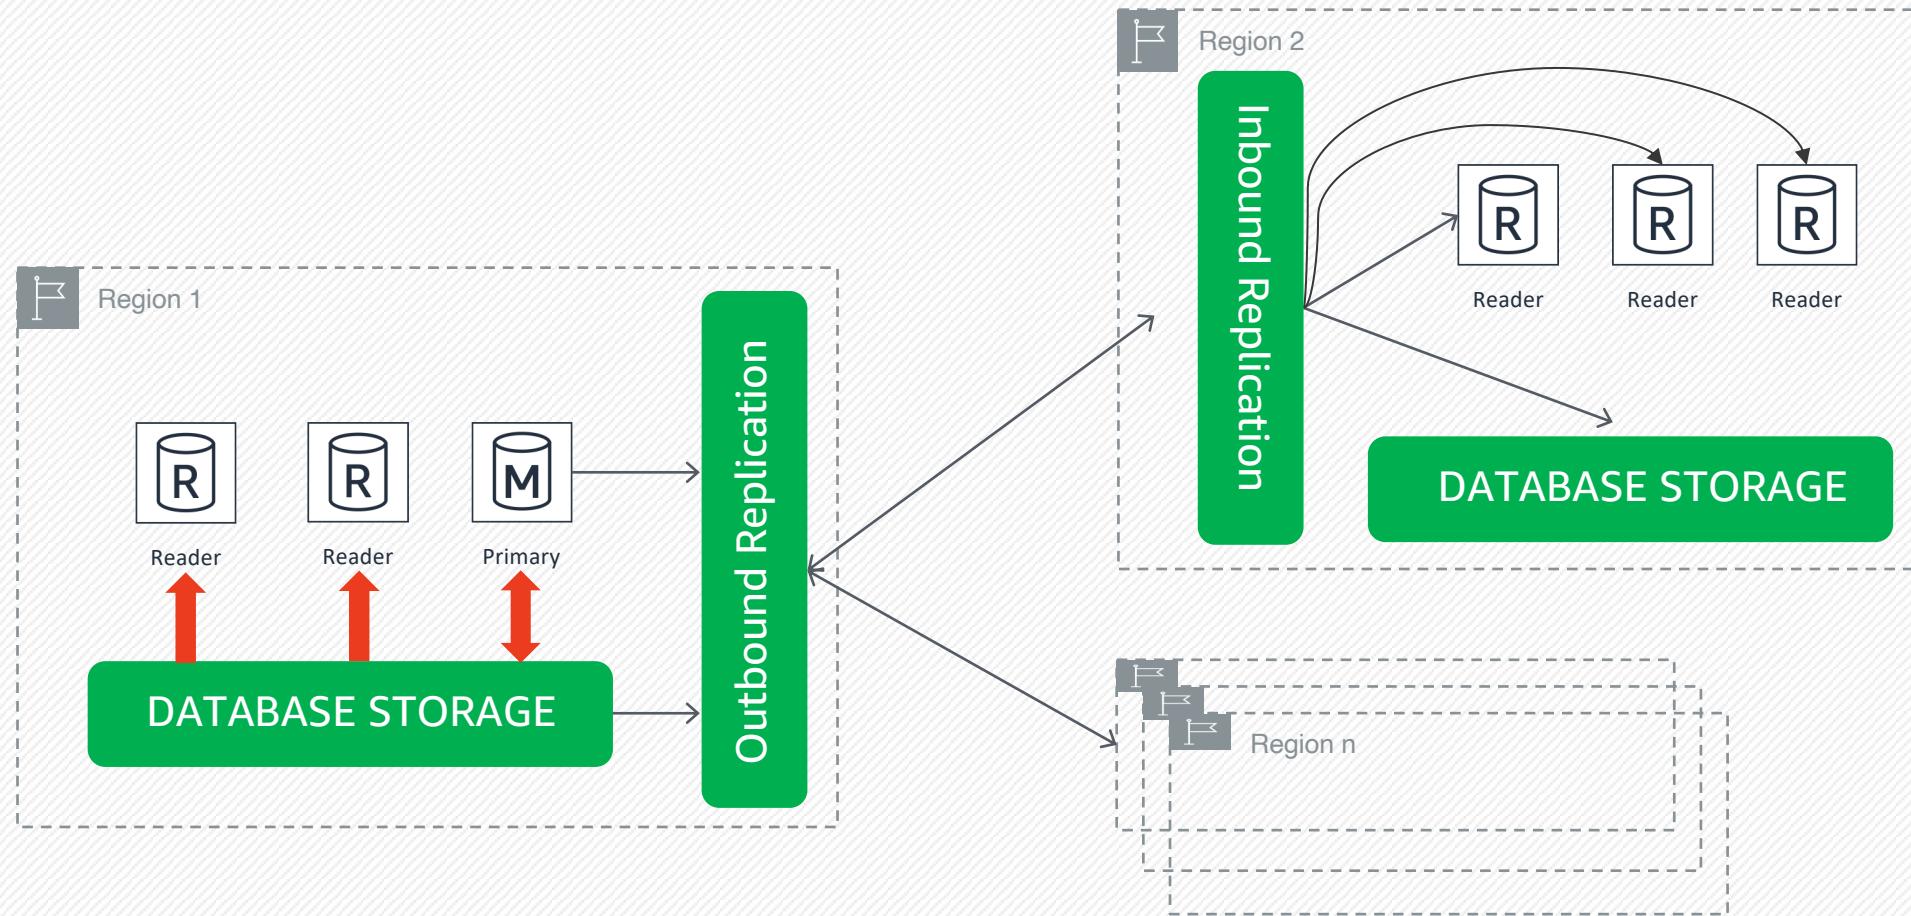 Region 1
R
Reader
R
Reader
M
Primary
DATABASE STORAGE
Outbound Replication
Region 2
Inbound Replication
R
Reader
R
Reader
R
Reader
DATABASE STORAGE
Region n